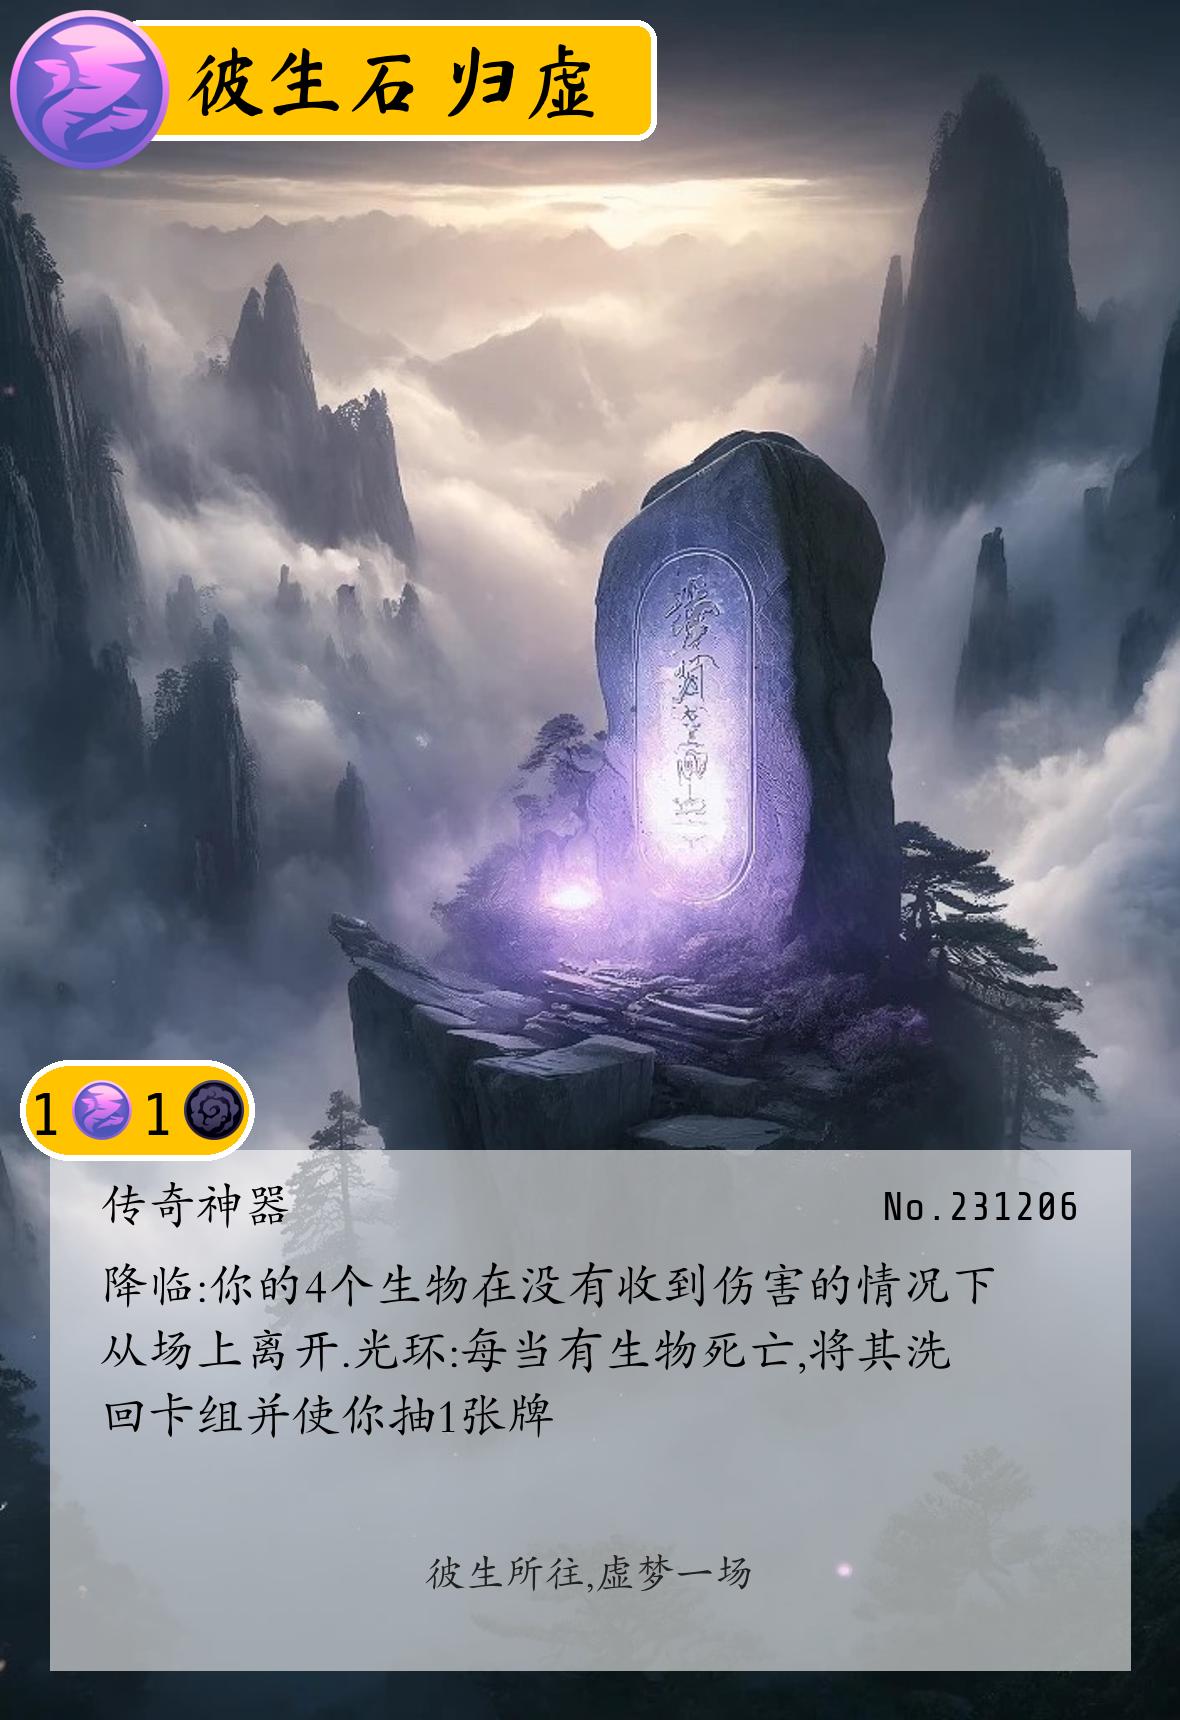 彼生石 归虚
1 1
传奇神器 No.231206
降临:你的4个生物在没有收到伤害的情况下
从场上离开.光环:每当有生物死亡,将其洗
回卡组并使你抽1张牌
彼生所往,虚梦一场